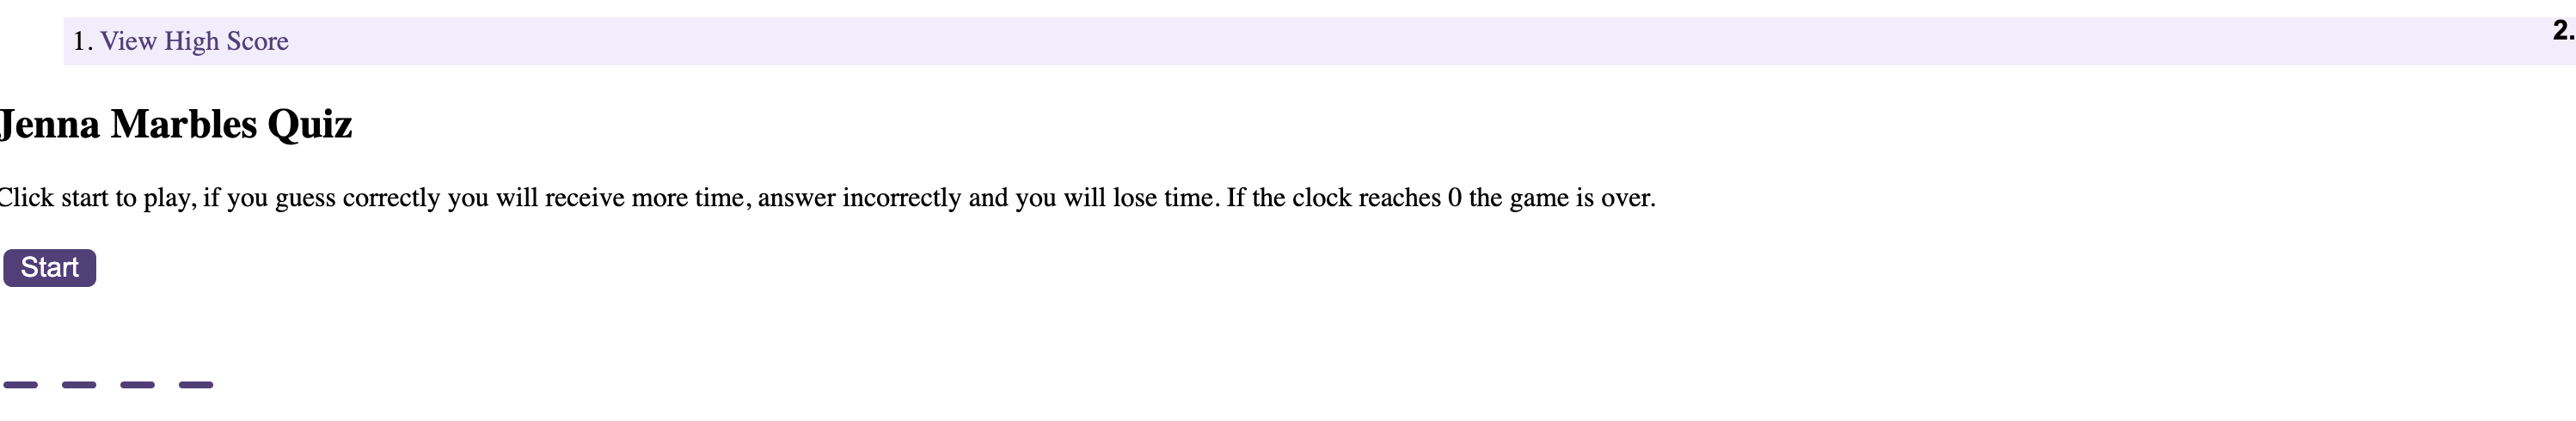 1. View High Score
2.
Jenna Marbles Quiz
Click start to play, if you guess correctly you will receive more time, answer incorrectly and you will lose time. If the clock reaches 0 the game is over.
Start